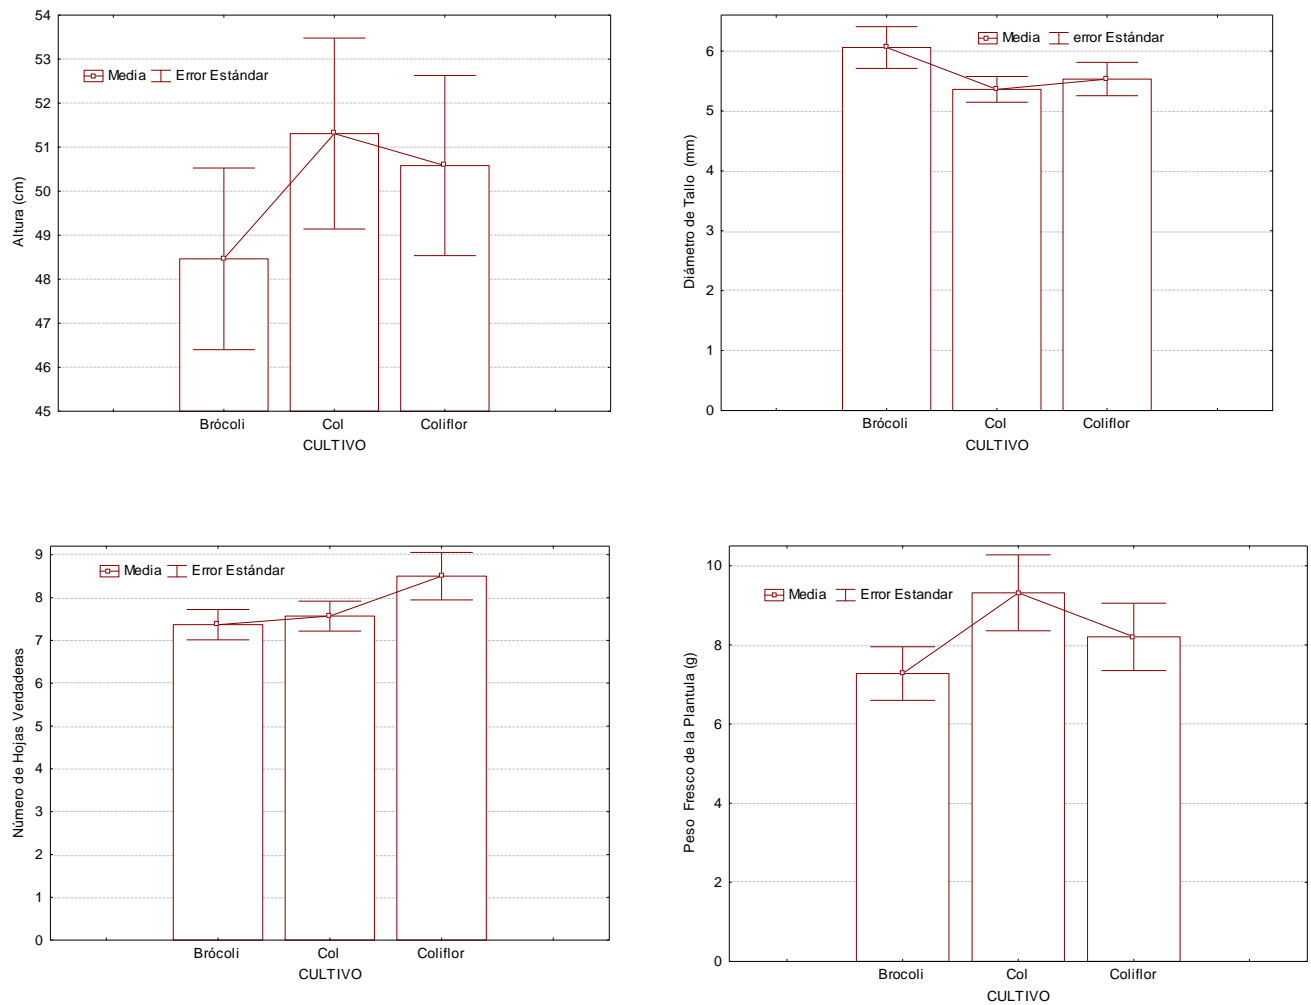 54
53
52
51
50
49
48
47
46
45
Altura (cm)
Media Error Estándar
Brócoli Col Coliflor
CULTIVO
6
5
4
3
2
1
0
Diámetro de Tallo (mm)
Media error Estándar
Brócoli Col Coliflor
CULTIVO
9
8
7
6
5
4
3
2
1
0
Número de Hojas Verdaderas
Media Error Estándar
Brócoli Col Coliflor
CULTIVO
10
8
6
4
2
0
Peso Fresco de la Plantula (g)
Media Error Estandar
Brocoli Col Coliflor
CULTIVO